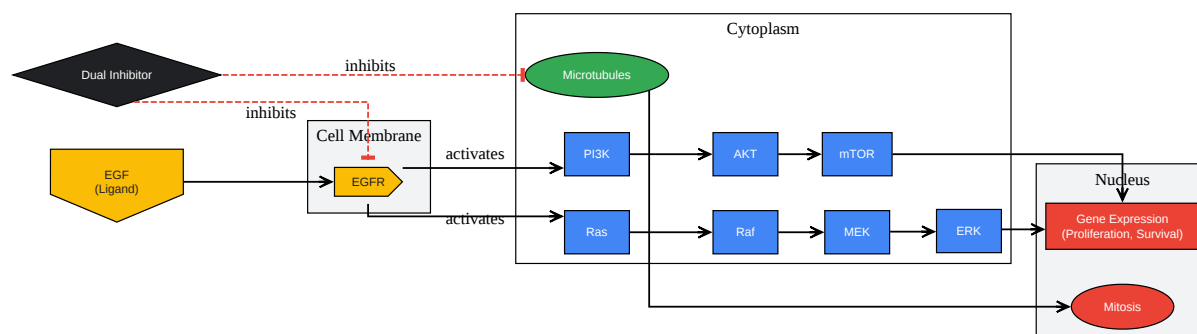 Cytoplasm
Dual Inhibitor
inhibits
Microtubules
inhibits
Cell Membrane
activates
PI3K
AKT
mTOR
EGF
(Ligand)
EGFR
Nucleus
activates
Ras
Raf
MEK
ERK
Gene Expression
(Proliferation, Survival)
Mitosis